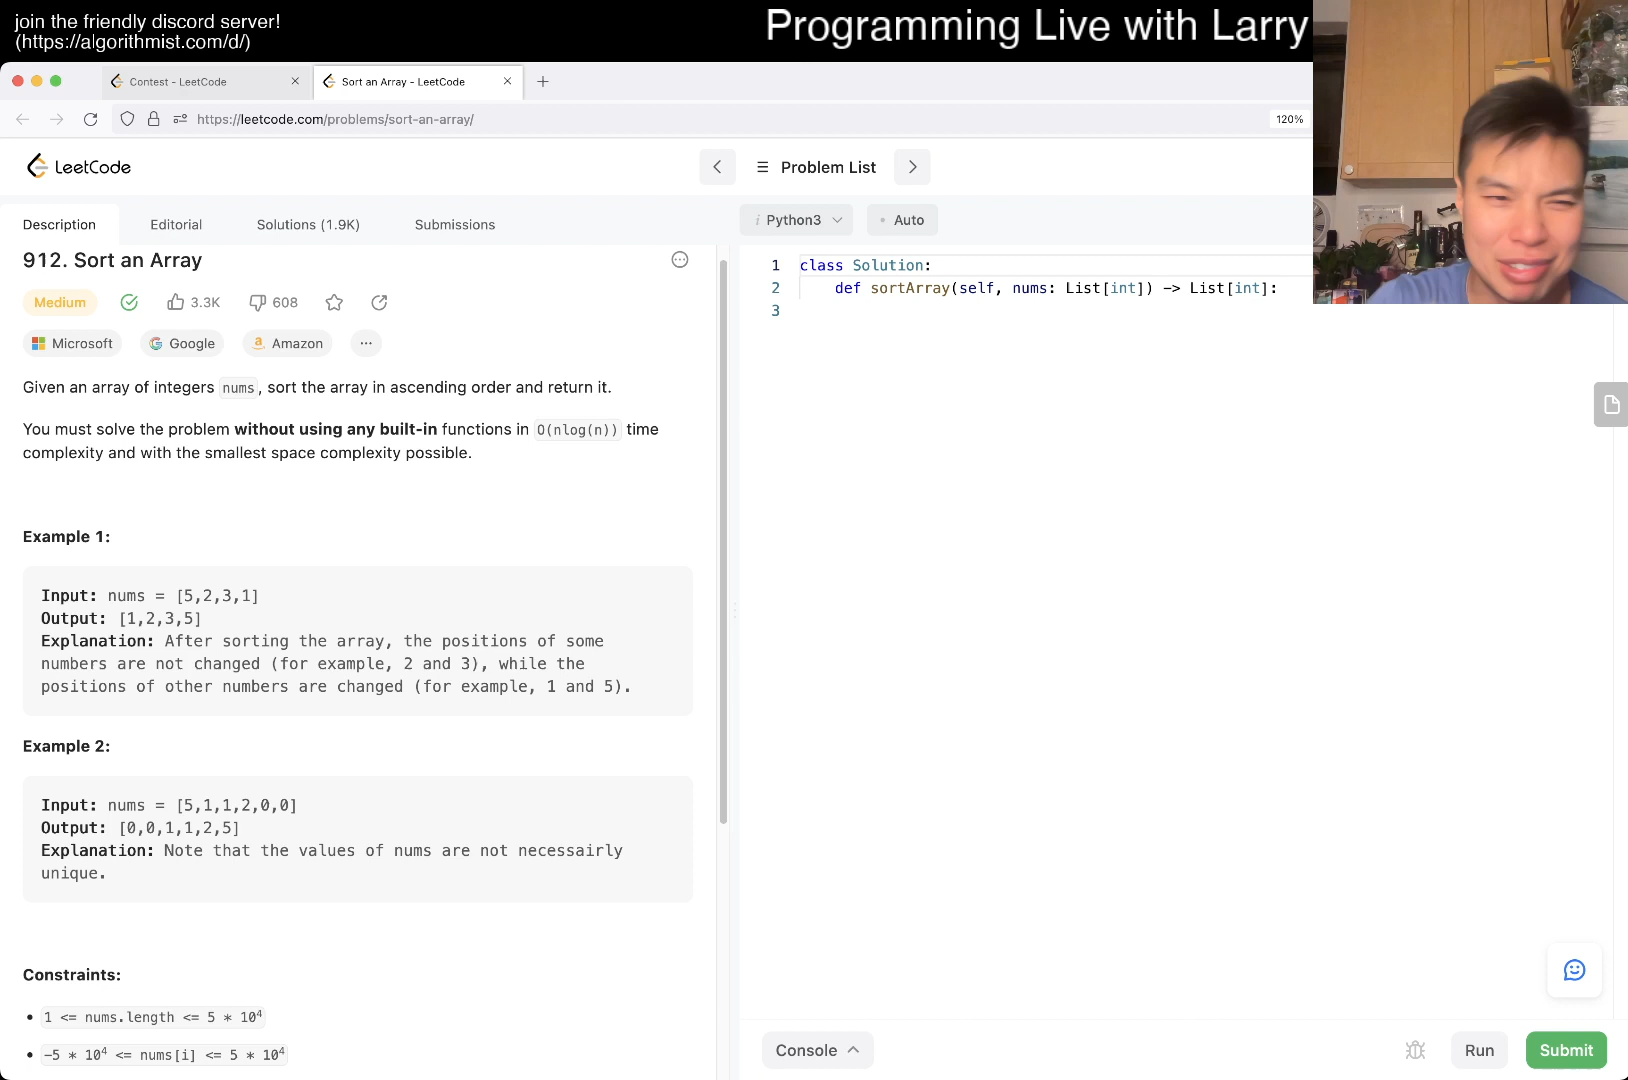 join the friendly discord server!
(https://algorithmist.com/d/)
Programming Live with Larry
Contest - LeetCode
Sort an Array - LeetCode
https://leetcode.com/problems/sort-an-array/
120%
LeetCode
Problem List
Description
Editorial
Solutions (1.9K)
Submissions
Python3
Auto
912. Sort an Array
Medium
3.3K
608
Microsoft
Google
Amazon
...
Given an array of integers nums, sort the array in ascending order and return it.
You must solve the problem without using any built-in functions in O(nlog(n)) time
complexity and with the smallest space complexity possible.
Example 1:
Input: nums = [5,2,3,1]
Output: [1,2,3,5]
Explanation: After sorting the array, the positions of some
numbers are not changed (for example, 2 and 3), while the
positions of other numbers are changed (for example, 1 and 5).
Example 2:
Input: nums = [5,1,1,2,0,0]
Output: [0,0,1,1,2,5]
Explanation: Note that the values of nums are not necessairly
unique.
Constraints:
• 1 <= nums.length <= 5 * 10⁴
• -5 * 10⁴ <= nums[i] <= 5 * 10⁴
1 class Solution:
2 def sortArray(self, nums: List[int]) -> List[int]:
3
Console
Run
Submit